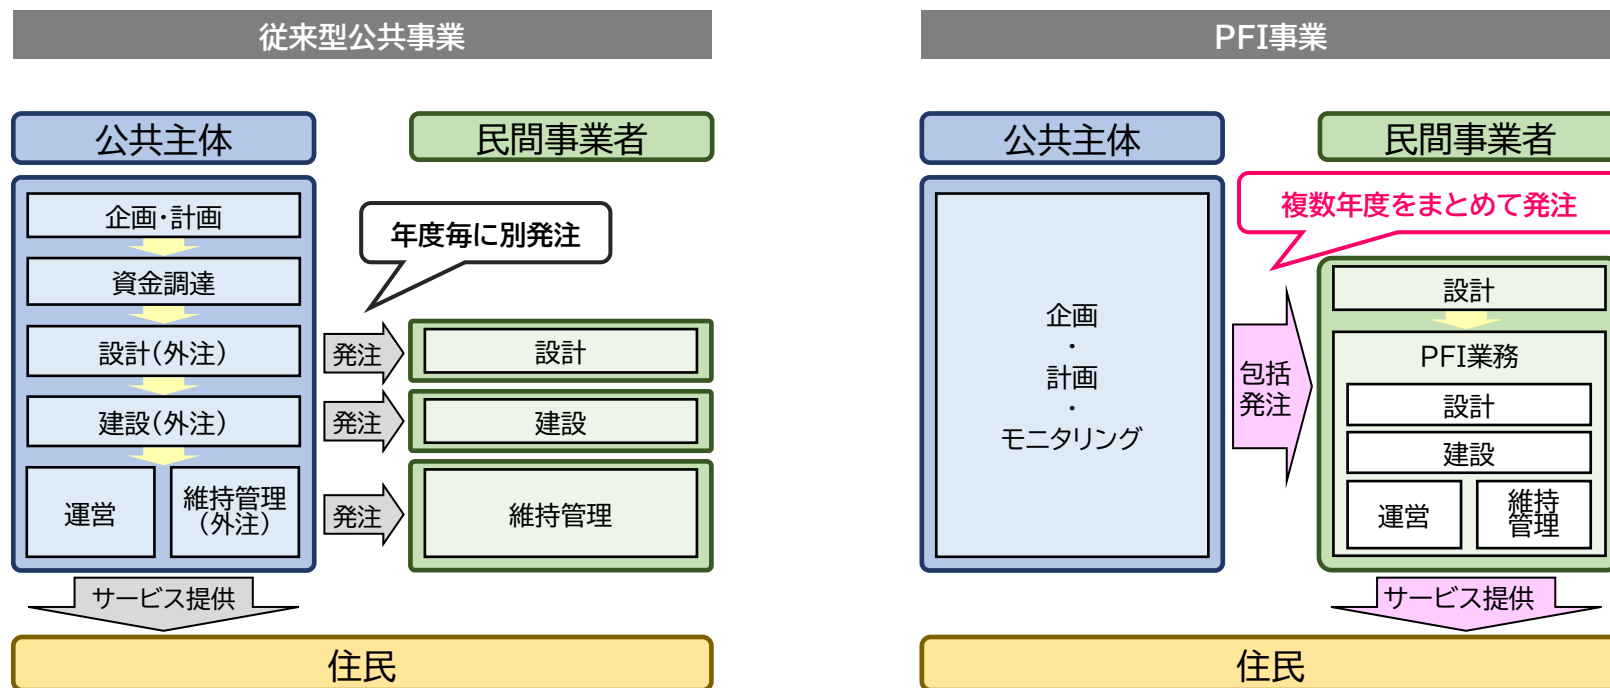 従来型公共事業
公共主体
民間事業者
企画・計画
年度毎に別発注
資金調達
設計(外注)
発注
設計
建設(外注)
発注
建設
運営
維持管理
(外注)
発注
維持管理
サービス提供
住民
PFI事業
公共主体
民間事業者
複数年度をまとめて発注
企画
・
計画
・
モニタリング
包括
発注
設計
PFI業務
設計
建設
運営
維持
管理
サービス提供
住民